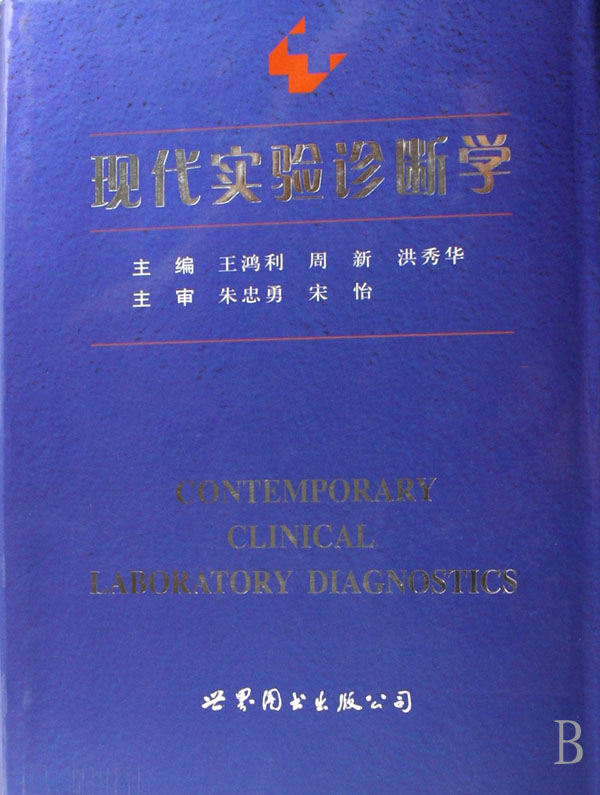 现代实验诊断学
主 编 王鸿利 周 新 洪秀华
主 审 朱忠勇 宋 怡
CONTEMPORARY
CLINICAL
LABORATORY DIAGNOSTICS
世界图书出版公司
B